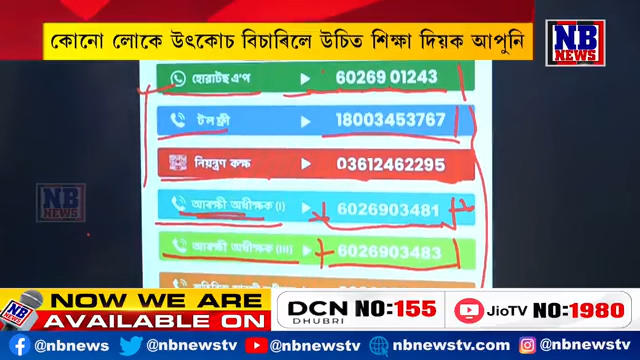 কোনো লোকে উৎকোচ বিচাৰিলে উচিত শিক্ষা দিয়ক আপুনি
NB NEWS
হোৱাটছ এ'প 60269 01243
টল ফ্ৰী 18003453767
নিয়ন্ত্ৰণ কক্ষ 03612462295
NB NEWS
আৰক্ষী অধীক্ষক (I) 6026903481
আৰক্ষী অধীক্ষক (III) 6026903483
NB NEWS
NOW WE ARE AVAILABLE ON
DCN NO:155
DHUBRI
JioTV NO:1980
@nbnews @nbnewstv @nbnewstv @nbnewstv nbnewstv.com